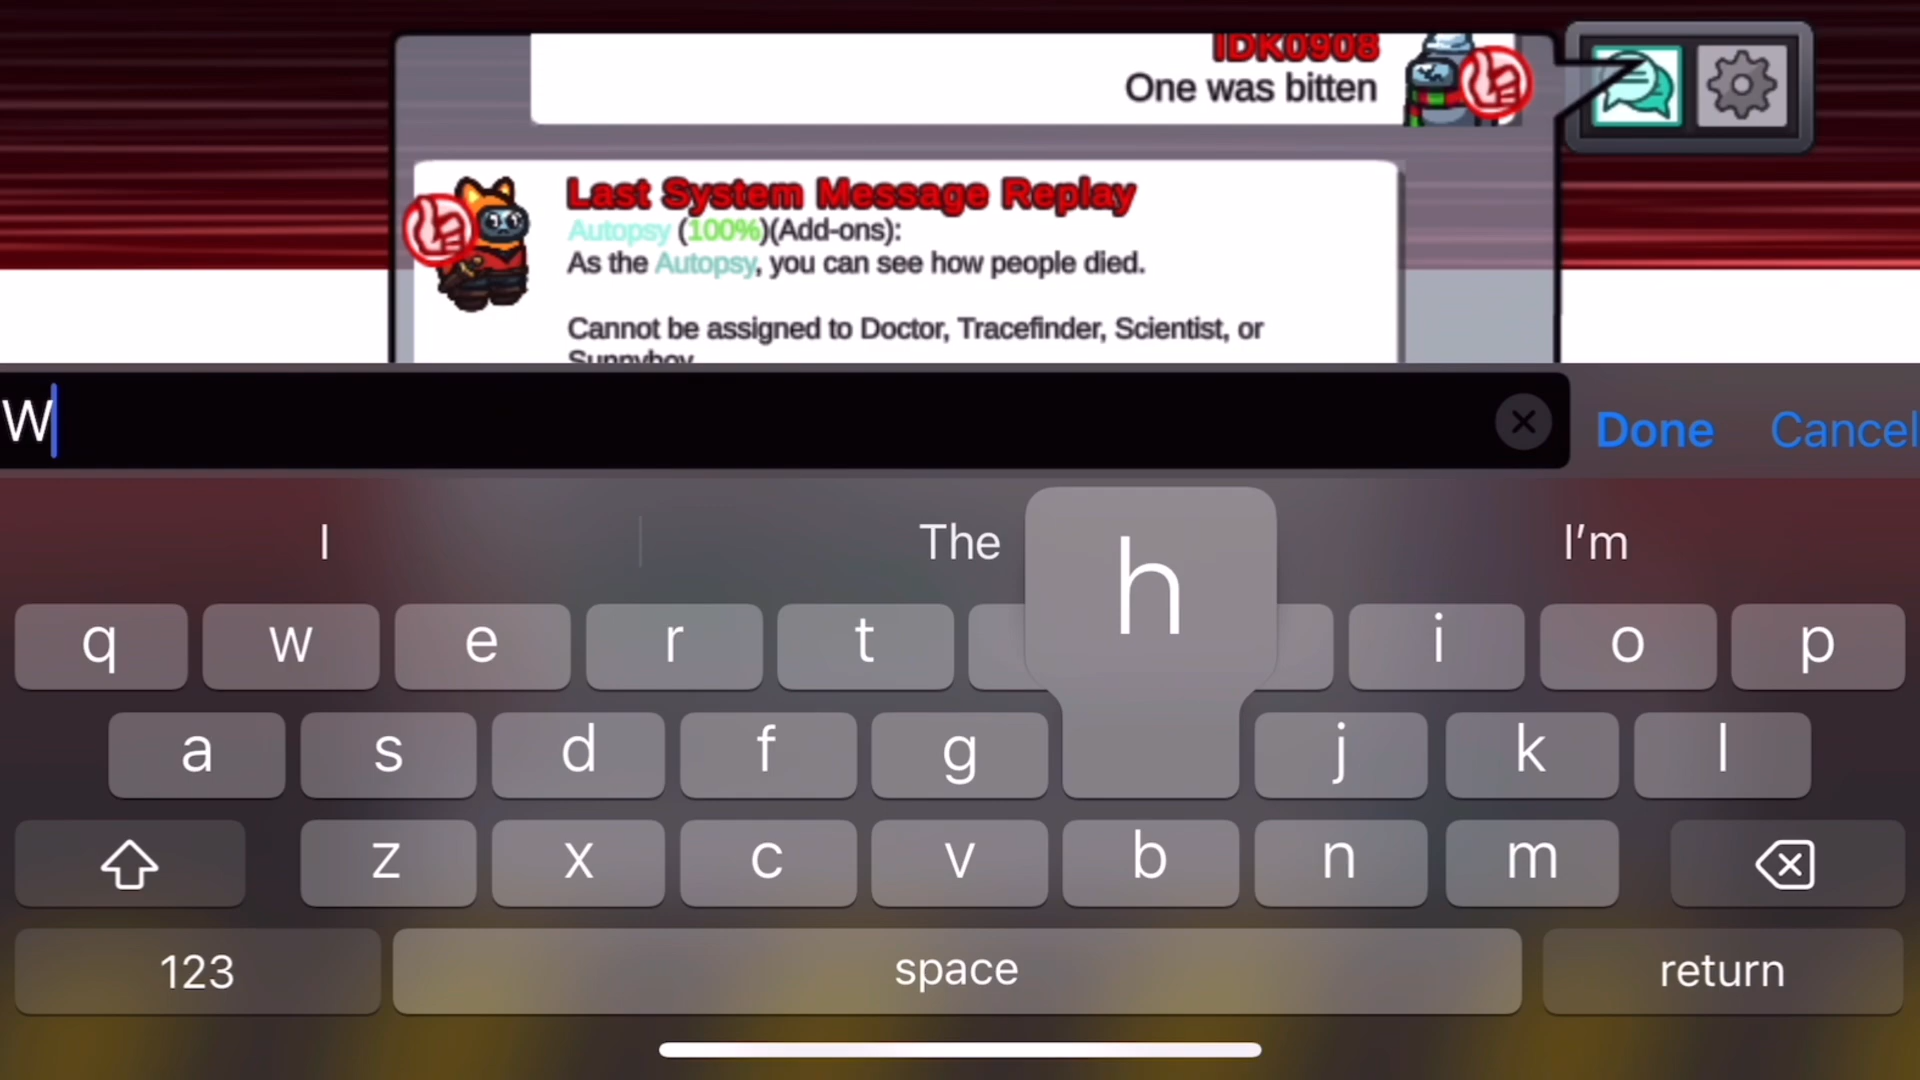 IDK0908
One was bitten
Last System Message Replay
Autopsy (100%)(Add-ons):
As the Autopsy, you can see how people died.
Cannot be assigned to Doctor, Tracefinder, Scientist, or
Sunnyboy
W
Done Cancel
I The I'm
h
q w e r t i o p
a s d f g j k l
z x c v b n m
123 space return